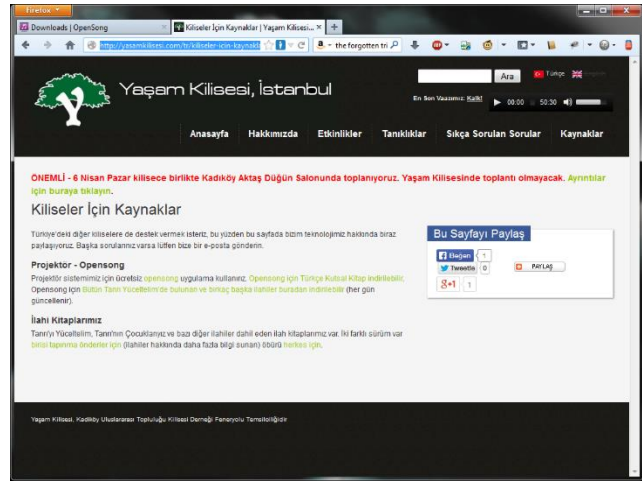 Firefox
Downloads | OpenSong
Kiliseler İçin Kaynaklar | Yaşam Kilisesi...
http://yasamkilisesi.com/tr/kiliseler-icin-kaynakl
the forgotten tri
Yaşam Kilisesi, İstanbul
Ara
Türkçe
En Son Vaazımız: Kalk!
00:00
50:30
Anasayfa Hakkımızda Etkinlikler Tanıklıklar Sıkça Sorulan Sorular Kaynaklar
ÖNEMLİ - 6 Nisan Pazar kilisece birlikte Kadıköy Aktaş Düğün Salonunda toplanıyoruz. Yaşam Kilisesinde toplantı olmayacak. Ayrıntılar
için buraya tıklayın.
Kiliseler İçin Kaynaklar
Türkiye'deki diğer kiliselere de destek vermek isteriz, bu yüzden bu sayfada bizim teknolojimiz hakkında biraz
paylaşıyoruz. Başka sorularınız varsa lütfen bize bir e-posta gönderin.
Bu Sayfayı Paylaş
Beğen 1
Tweetle 0
PAYLAŞ
g+1 1
Projektör - Opensong
Projektör sistemimiz için ücretsiz opensong uygulama kullanırız. Opensong için Türkçe Kutsal Kitap indirilebilir.
Opensong için Bütün Tanrı Yüceltelim'de bulunan ve birkaç başka ilahiler buradan indirilebilir (her gün
güncellenir).
İlahi Kitaplarımız
Tanrı'yı Yüceltelim, Tanrı'nın Çocuklarıyız ve bazı diğer ilahiler dahil eden ilah kitaplarımız var. İki farklı sürüm var
birisi tapınma önderler için (ilahiler hakkında daha fazla bilgi sunan) öbürü herkes için.
Yaşam Kilisesi, Kadıköy Uluslararası Topluluğu Kilisesi Derneği Feneryolu Temsilciliğidir